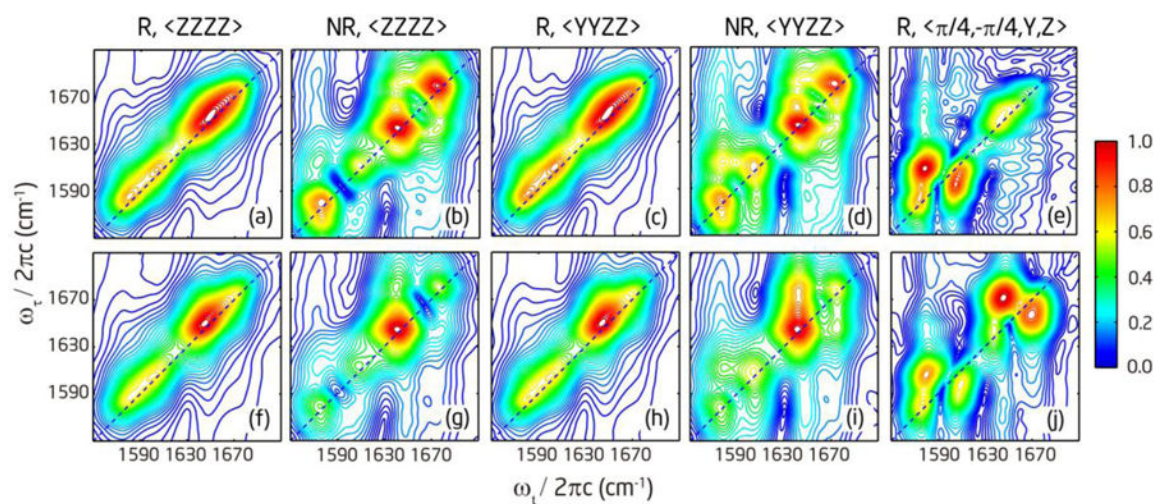 R, <ZZZZ> NR, <ZZZZ> R, <YYZZ> NR, <YYZZ> R, <π/4,-π/4,Y,Z>
ω_τ / 2πc (cm⁻¹)
1670
1630
1590
(a) (b) (c) (d) (e)
1.0
0.8
0.6
0.4
0.2
0.0
1670
1630
1590
(f) (g) (h) (i) (j)
1590 1630 1670 1590 1630 1670 1590 1630 1670 1590 1630 1670 1590 1630 1670
ω_t / 2πc (cm⁻¹)